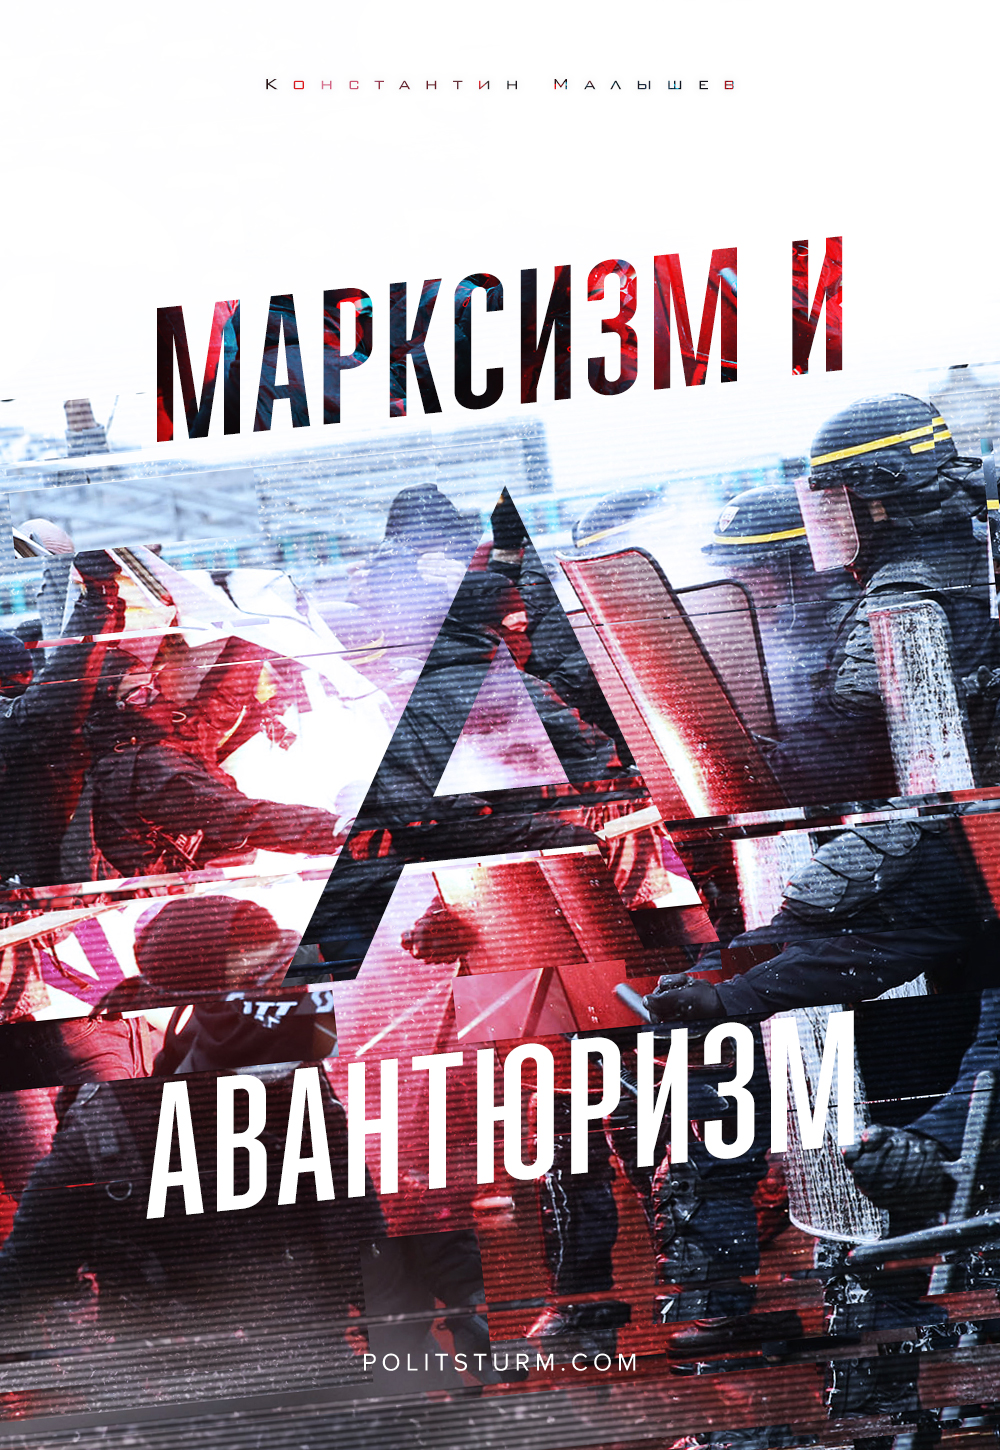 Константин Малышев
МАРКСИЗМ И
А
АВАНТЮРИЗМ
POLITSTURM.COM